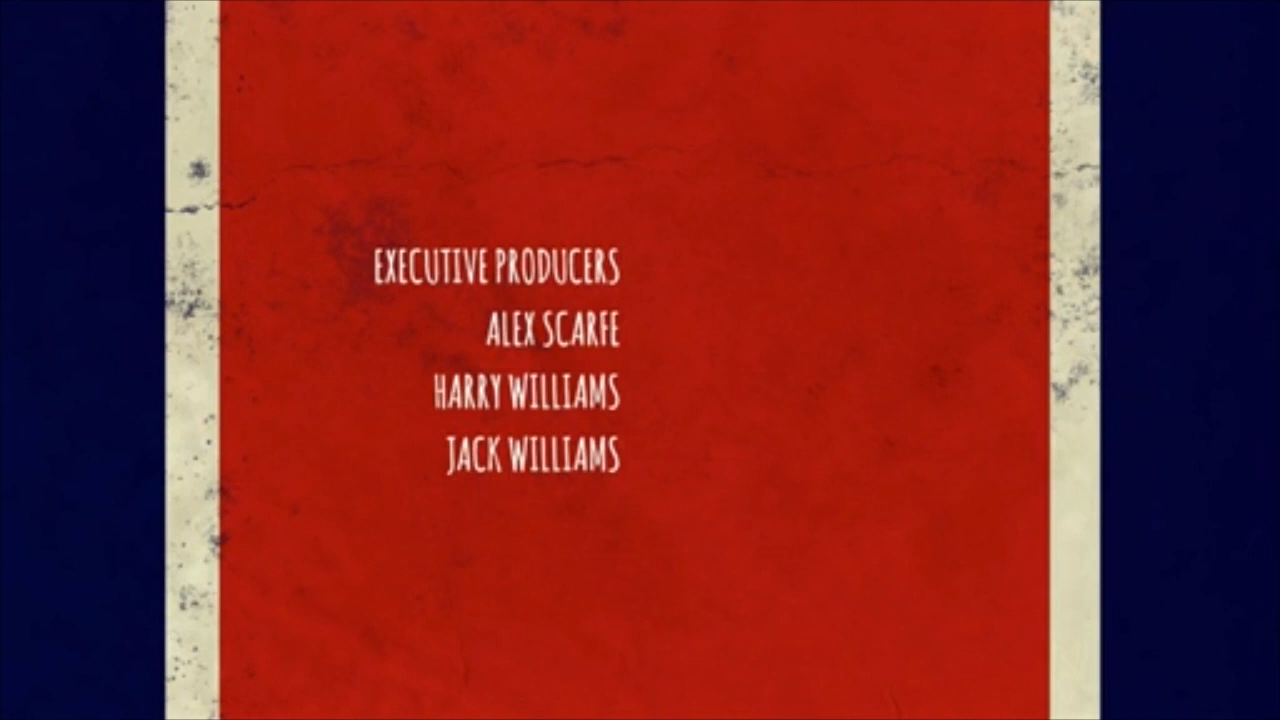 EXECUTIVE PRODUCERS
ALEX SCARFE
HARRY WILLIAMS
JACK WILLIAMS